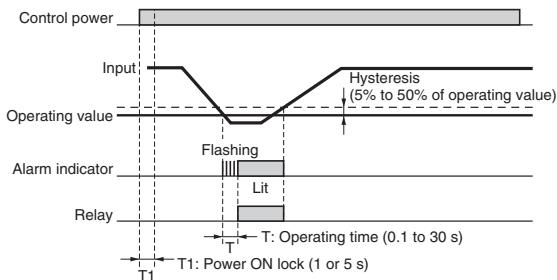 Control power
Input
Hysteresis
(5% to 50% of operating value)
Operating value
Flashing
Alarm indicator
Lit
Relay
T
T: Operating time (0.1 to 30 s)
T1: Power ON lock (1 or 5 s)
T1